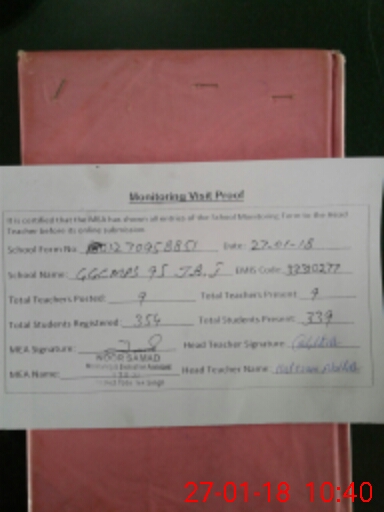 Monitoring Visit Proof
It is certified that the MEA has shown all entries of the School Monitoring Form to the Head
Teacher before its online submission.
School Form No. 01270958851 Date: 27-01-18
School Name: GGCMPS 95 J.B, EMIS Code:
Total Teachers Posted: 9 Total Teachers Present: 9
Total Students Registered: 354 Total Students Present: 339
MEA Signature: Head Teacher Signature
NOOR SAMAD
MEA Name: Head Teacher Name
27-01-18 10:40